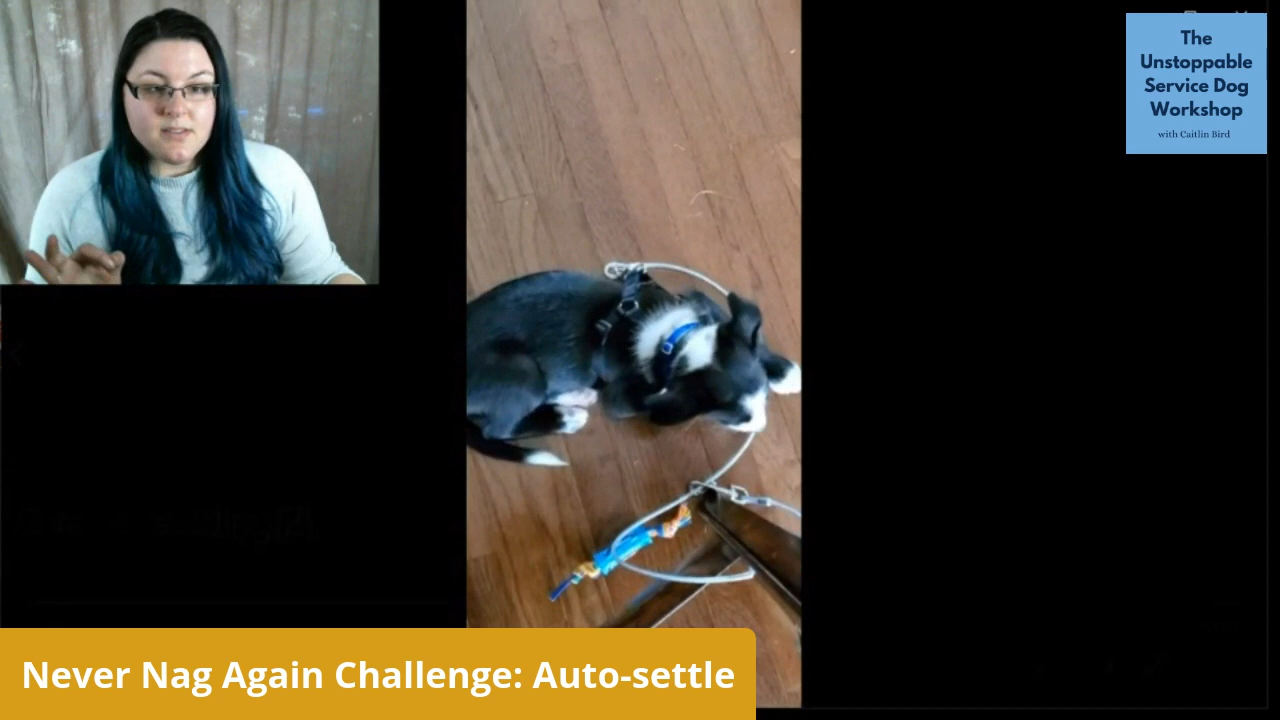 The
Unstoppable
Service Dog
Workshop
with Caitlin Bird
Never Nag Again Challenge: Auto-settle